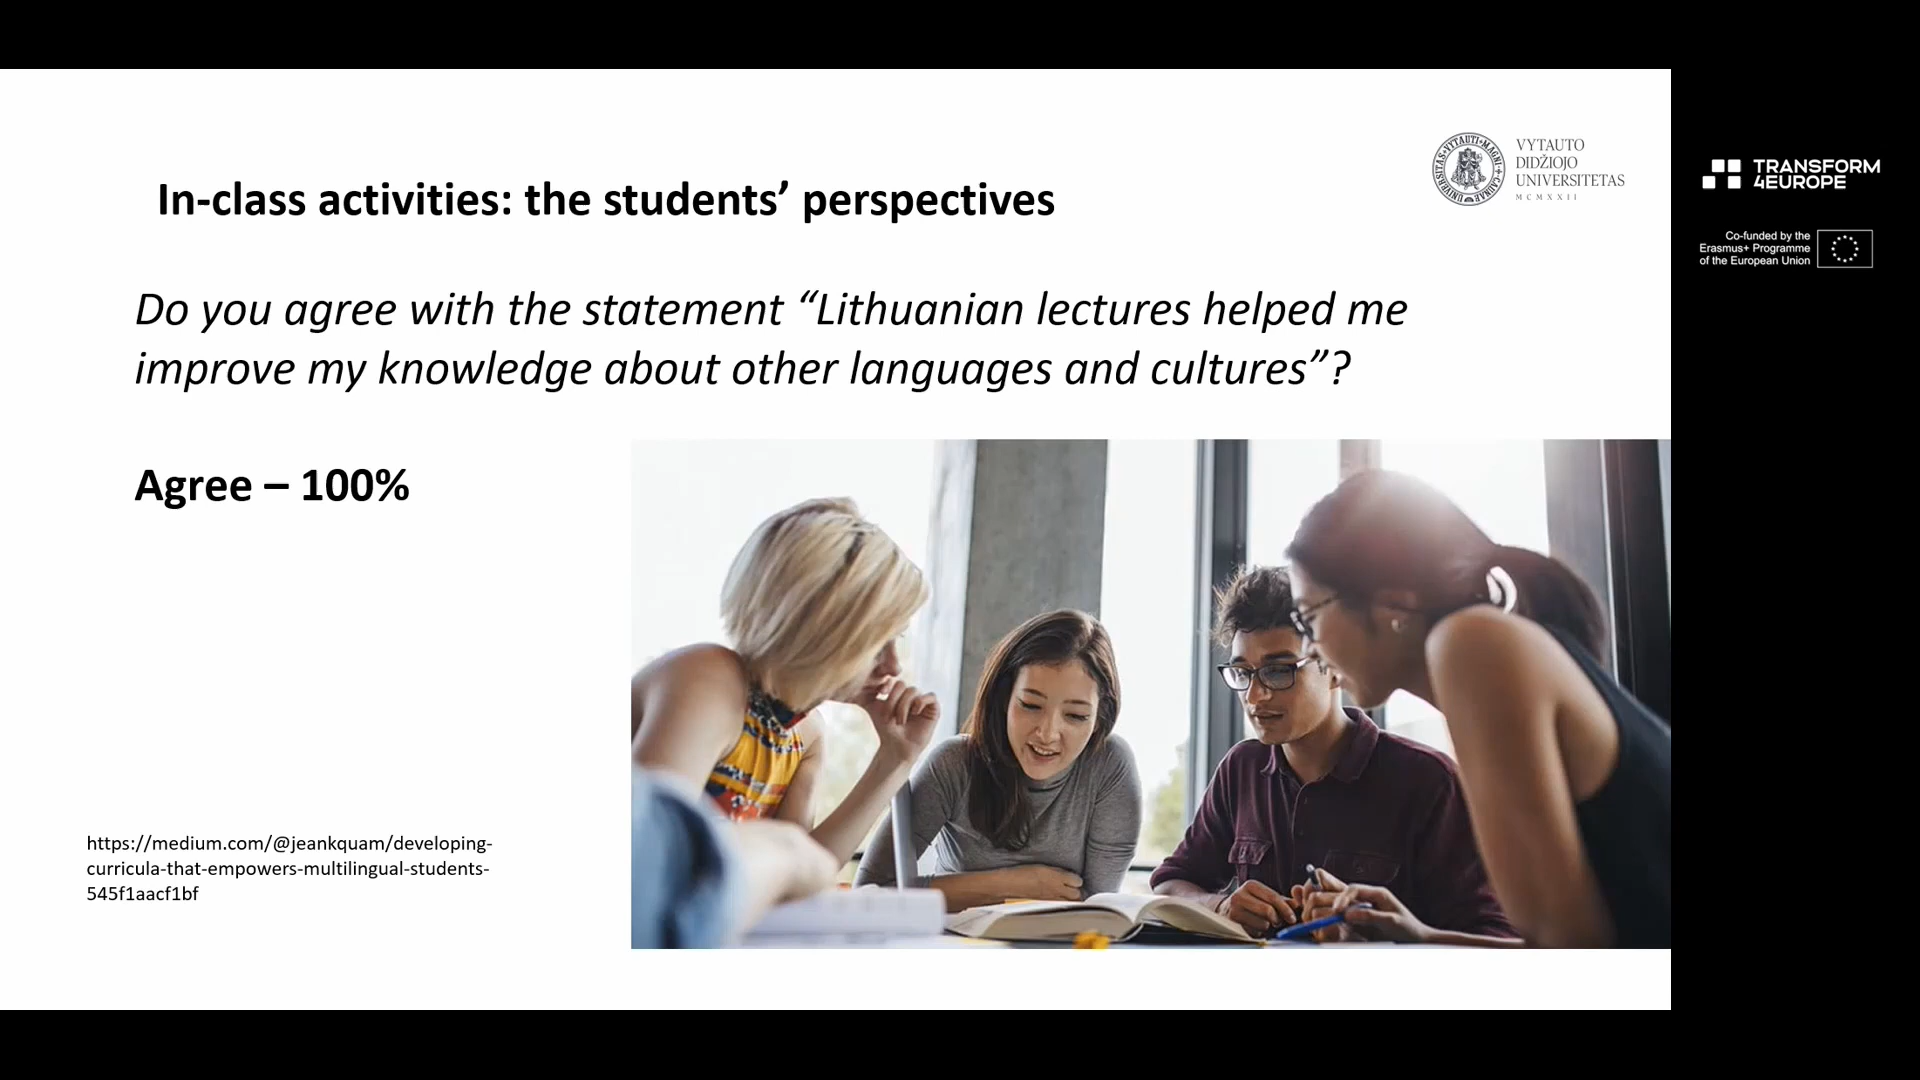 In-class activities: the students’ perspectives
VYTAUTO
DIDŽIOJO
UNIVERSITETAS
MCMXXII
TRANSFORM
4EUROPE
Co-funded by the
Erasmus+ Programme
of the European Union
Do you agree with the statement “Lithuanian lectures helped me
improve my knowledge about other languages and cultures”?
Agree – 100%
https://medium.com/@jeankquam/developing-
curricula-that-empowers-multilingual-students-
545f1aacf1bf